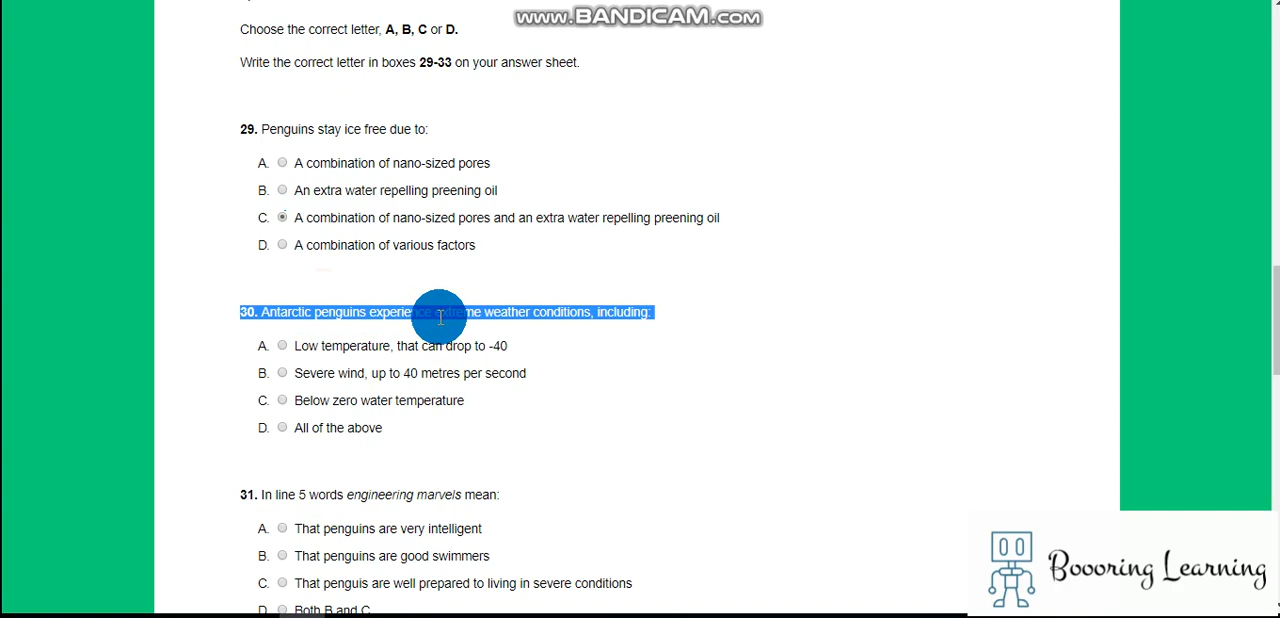 www.BANDICAM.com
Choose the correct letter, A, B, C or D.
Write the correct letter in boxes 29-33 on your answer sheet.
29. Penguins stay ice free due to:
A. A combination of nano-sized pores
B. An extra water repelling preening oil
C. A combination of nano-sized pores and an extra water repelling preening oil
D. A combination of various factors
30. Antarctic penguins experience extreme weather conditions, including:
A. Low temperature, that can drop to -40
B. Severe wind, up to 40 metres per second
C. Below zero water temperature
D. All of the above
31. In line 5 words engineering marvels mean:
A. That penguins are very intelligent
B. That penguins are good swimmers
C. That penguis are well prepared to living in severe conditions
D. Both B and C
Boooring Learning